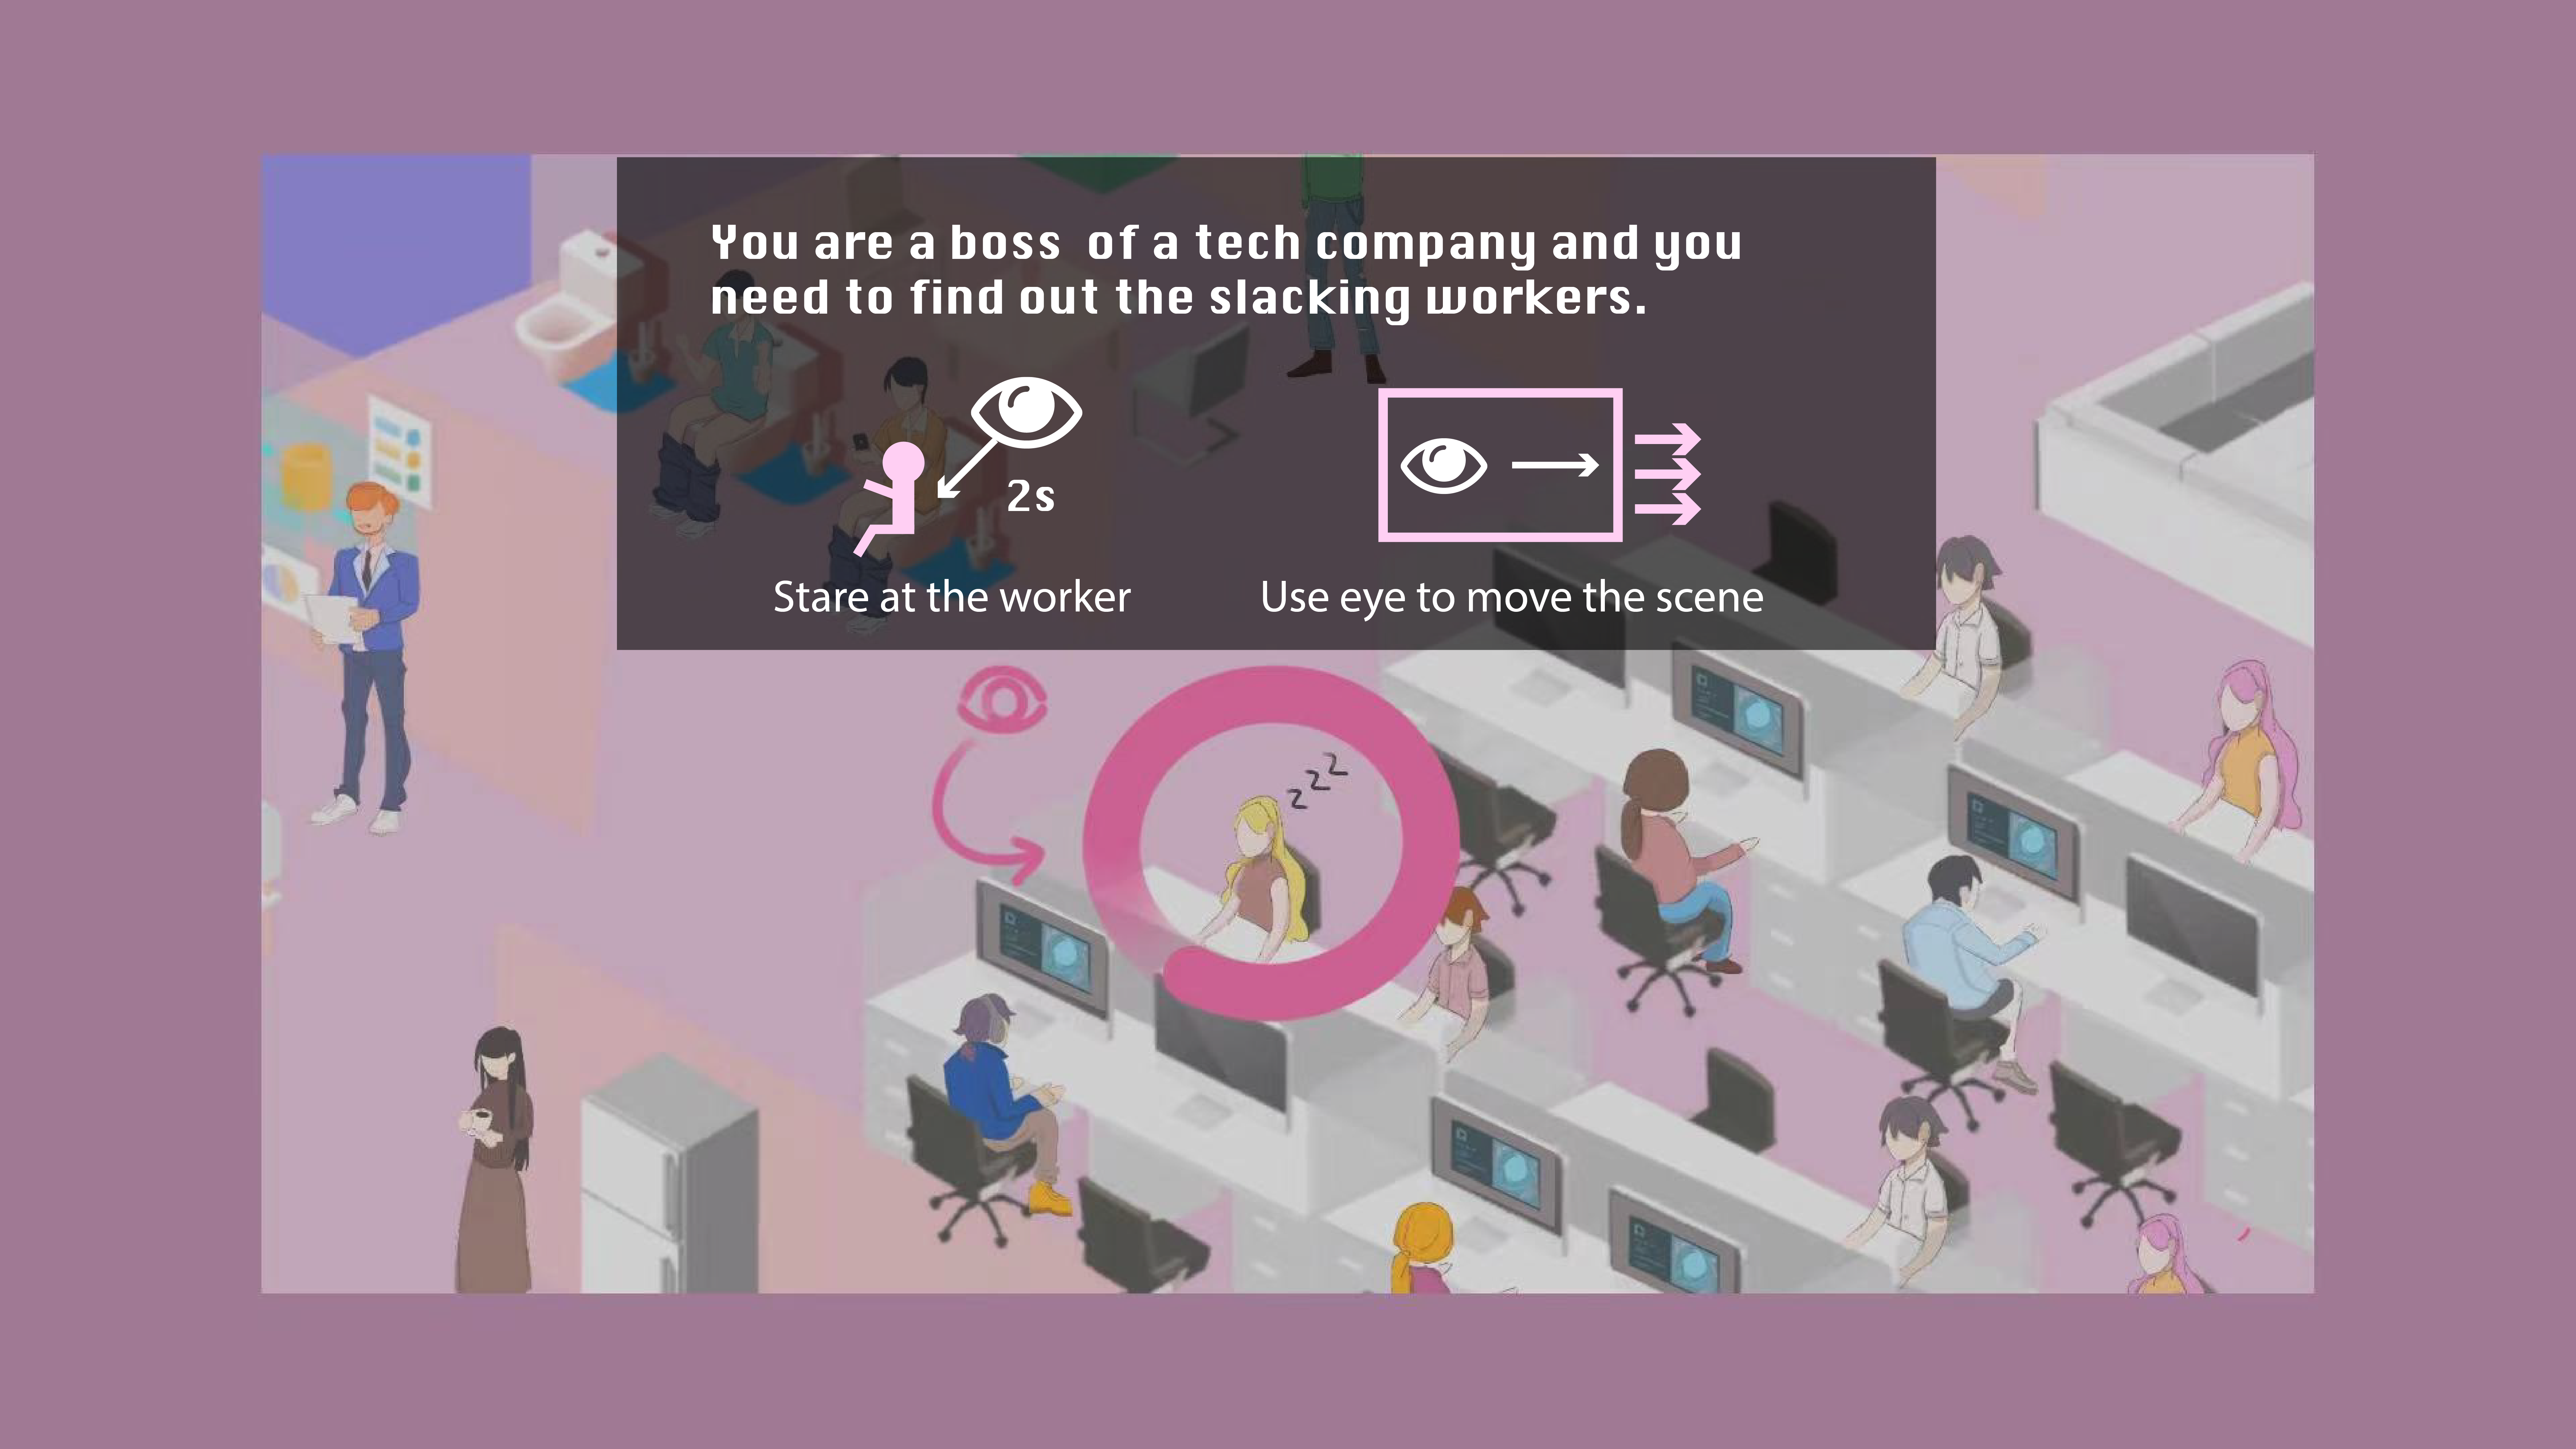 You are a boss of a tech company and you
need to find out the slacking workers.
2s
Stare at the worker
Use eye to move the scene
z z z